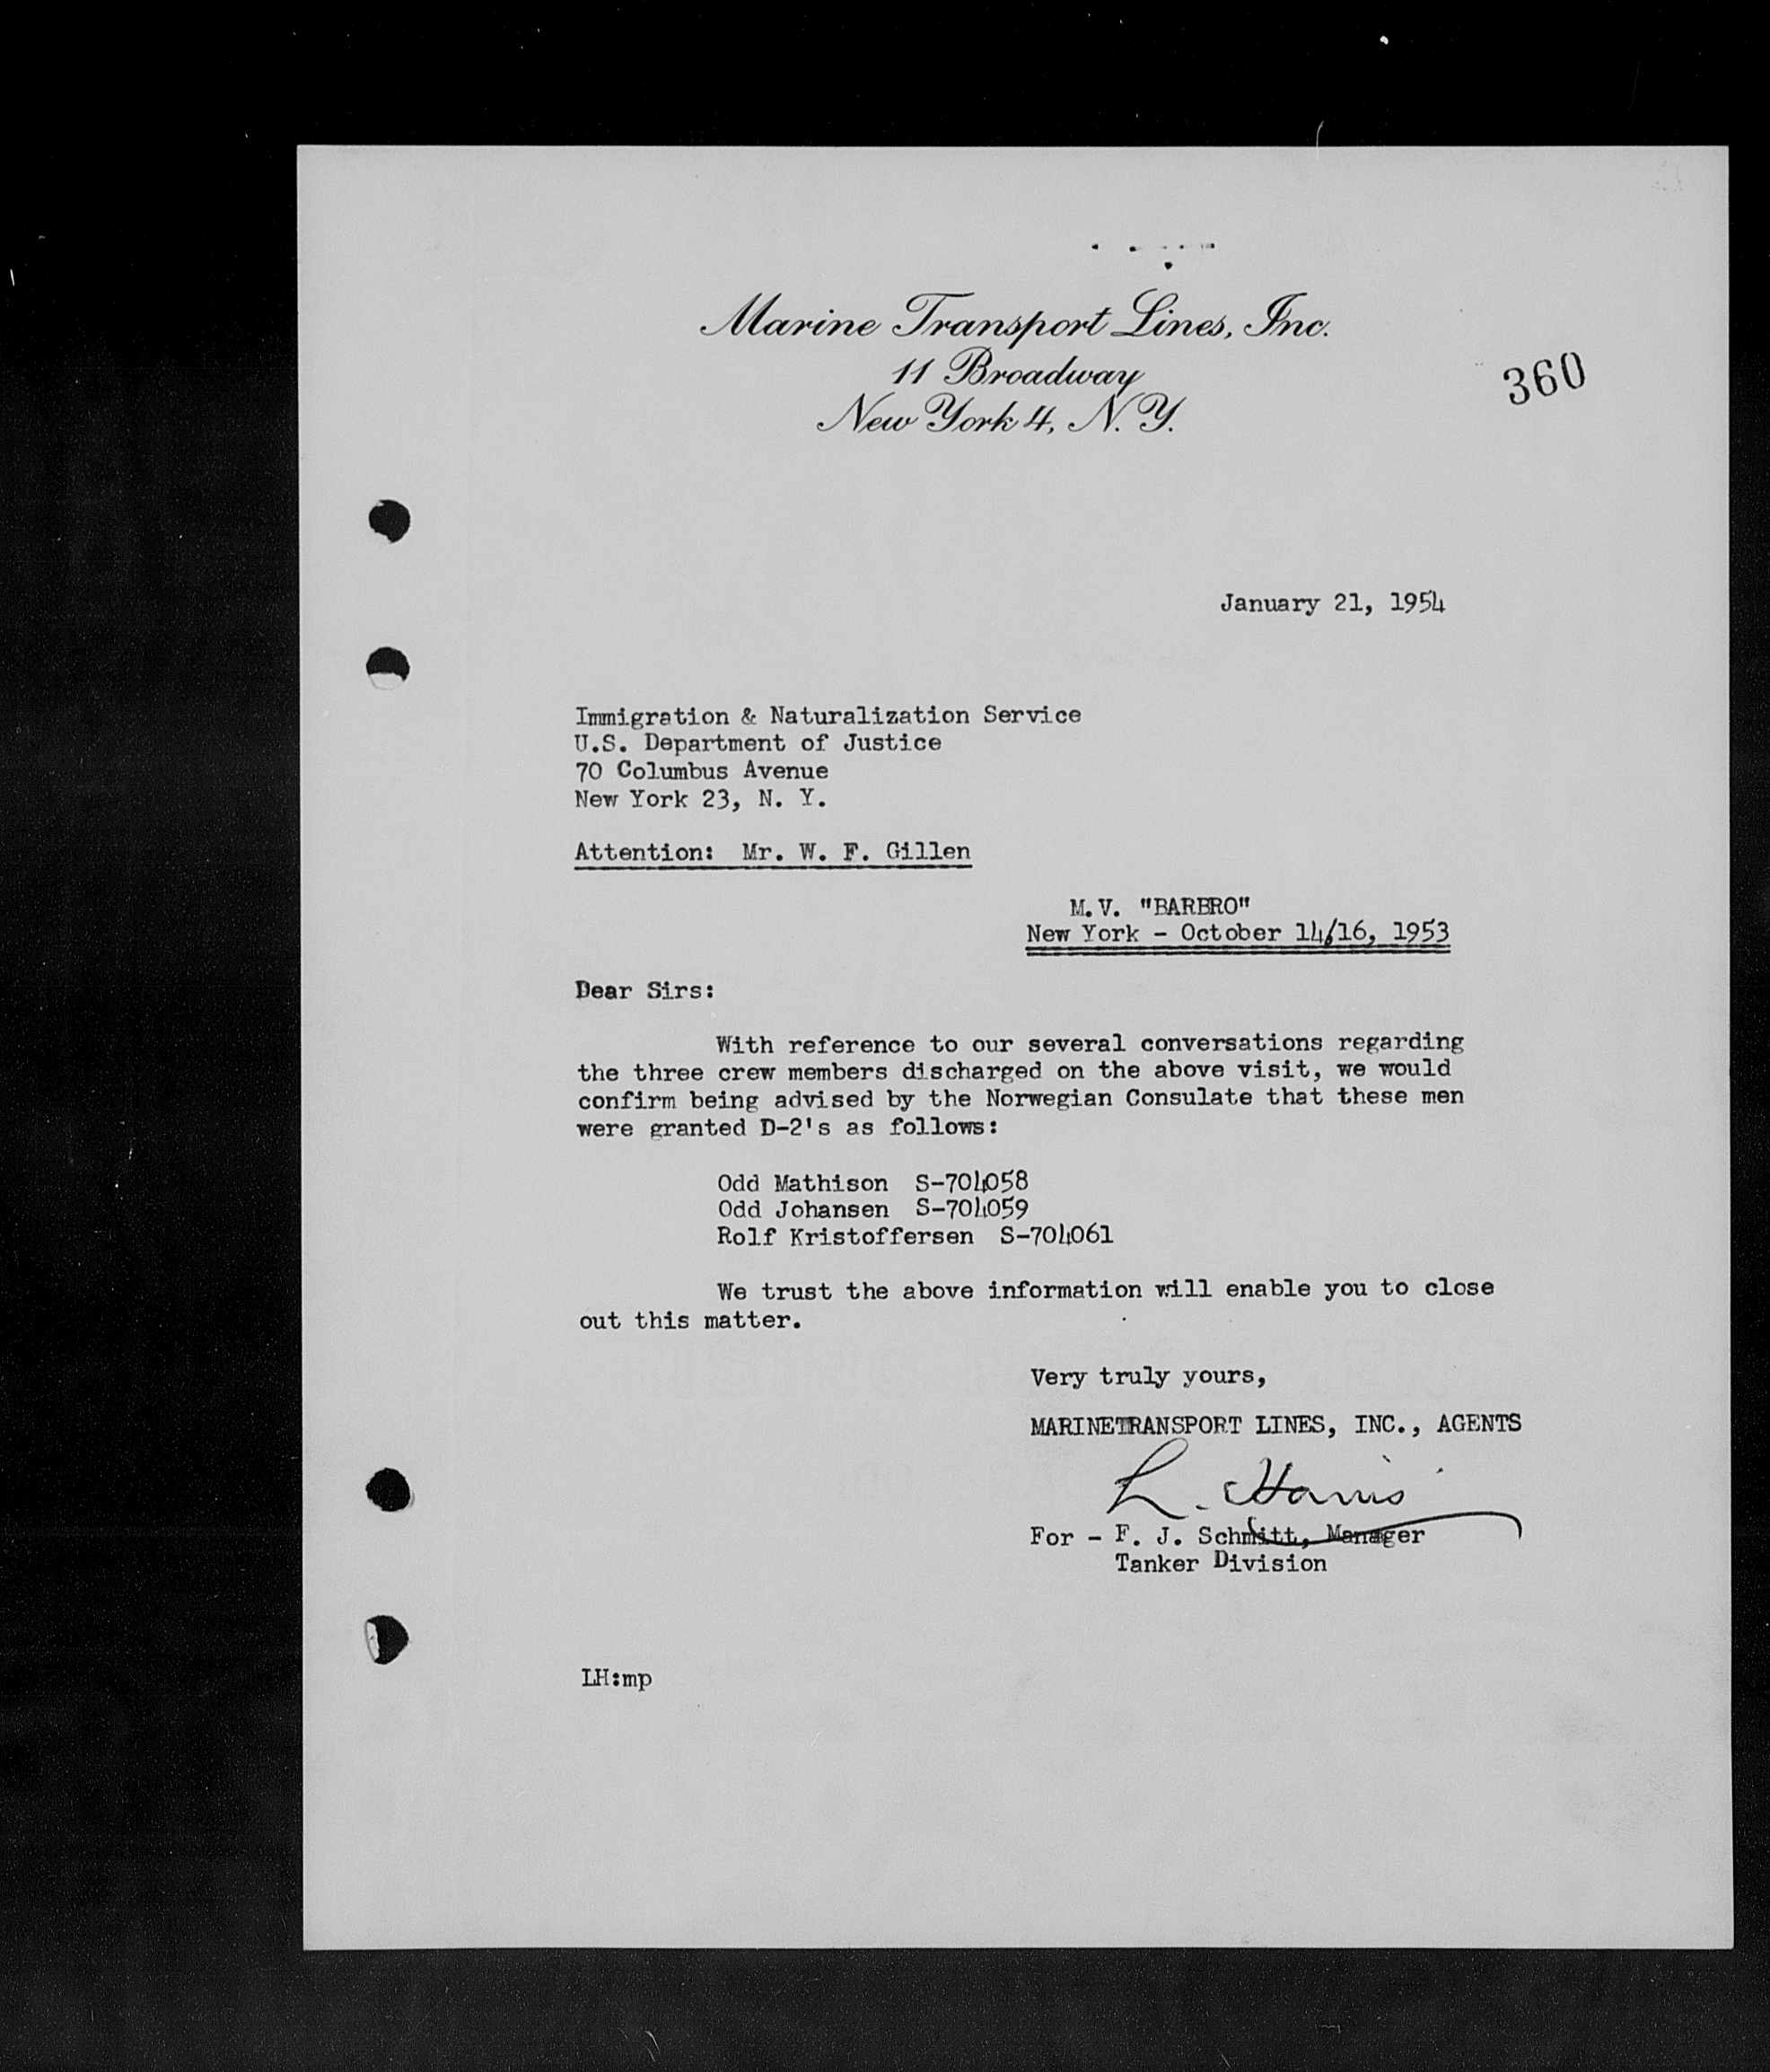 Marine Transport Lines, Inc.
11 Broadway
New York 4, N. Y.
360
January 21, 1954
Immigration & Naturalization Service
U.S. Department of Justice
70 Columbus Avenue
New York 23, N. Y.
Attention: Mr. W. F. Gillen
M.V. "BARBRO"
New York - October 14/16, 1953
Dear Sirs:
With reference to our several conversations regarding
the three crew members discharged on the above visit, we would
confirm being advised by the Norwegian Consulate that these men
were granted D-2's as follows:
Odd Mathison S-704058
Odd Johansen S-704059
Rolf Kristoffersen S-704061
We trust the above information will enable you to close
out this matter.
Very truly yours,
MARINETRANSPORT LINES, INC., AGENTS
L. Harris
For - F. J. Schmitt, Manager
Tanker Division
LH:mp